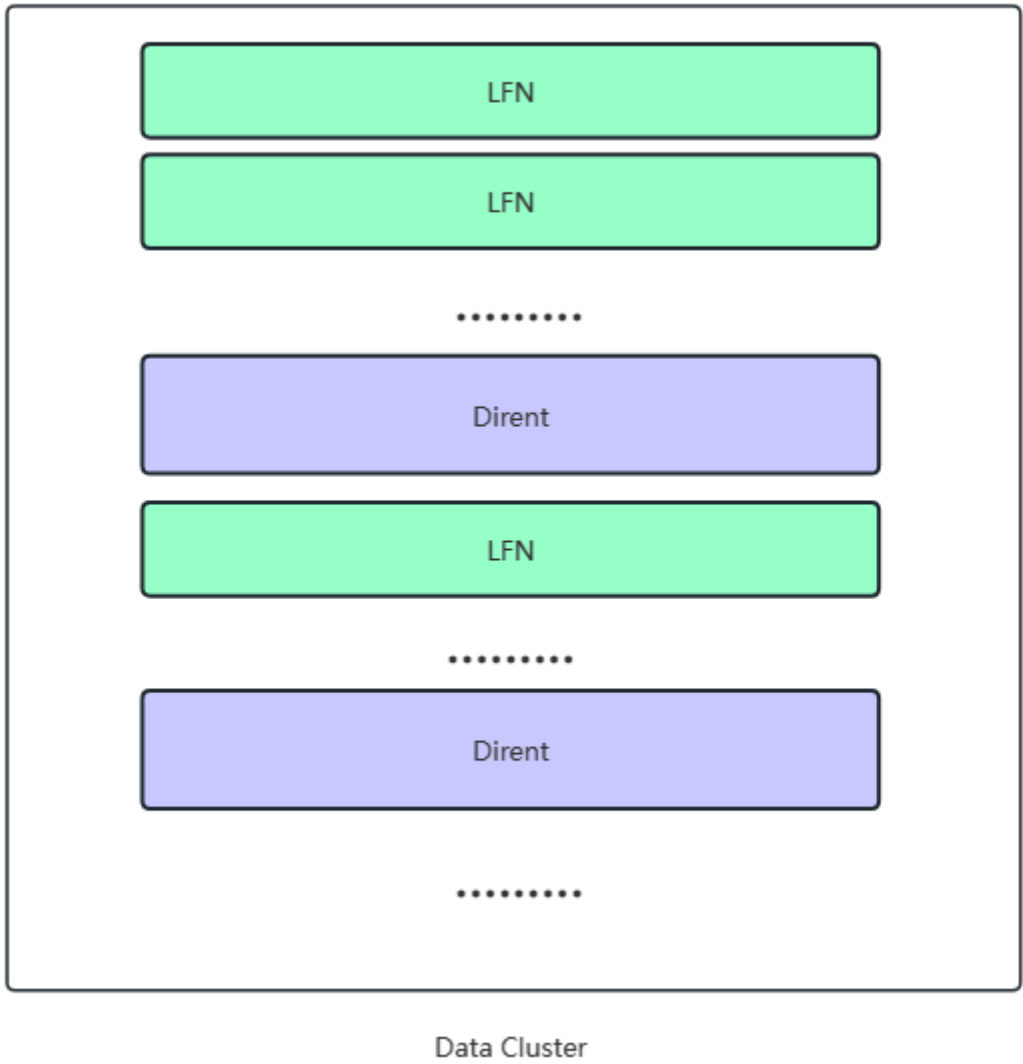 LFN
LFN
………
Dirent
LFN
………
Dirent
………
Data Cluster